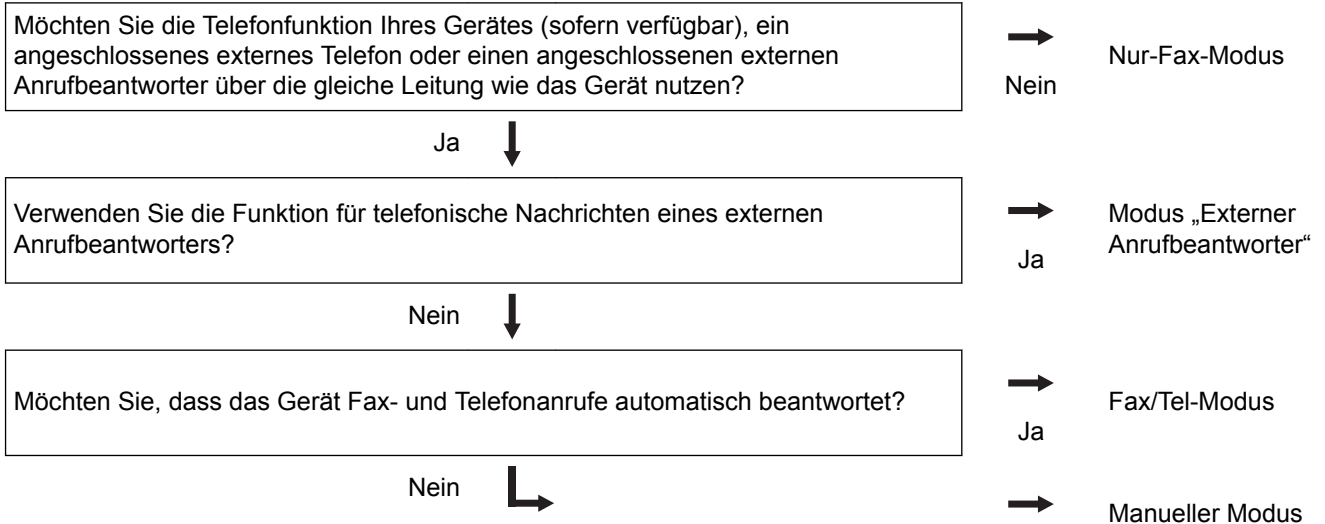 Möchten Sie die Telefonfunktion Ihres Gerätes (sofern verfügbar), ein
angeschlossenes externes Telefon oder einen angeschlossenen externen
Anrufbeantworter über die gleiche Leitung wie das Gerät nutzen?
Nein
Nur-Fax-Modus
Ja
Verwenden Sie die Funktion für telefonische Nachrichten eines externen
Anrufbeantworters?
Ja
Modus „Externer
Anrufbeantworter“
Nein
Möchten Sie, dass das Gerät Fax- und Telefonanrufe automatisch beantwortet?
Ja
Fax/Tel-Modus
Nein
Manueller Modus